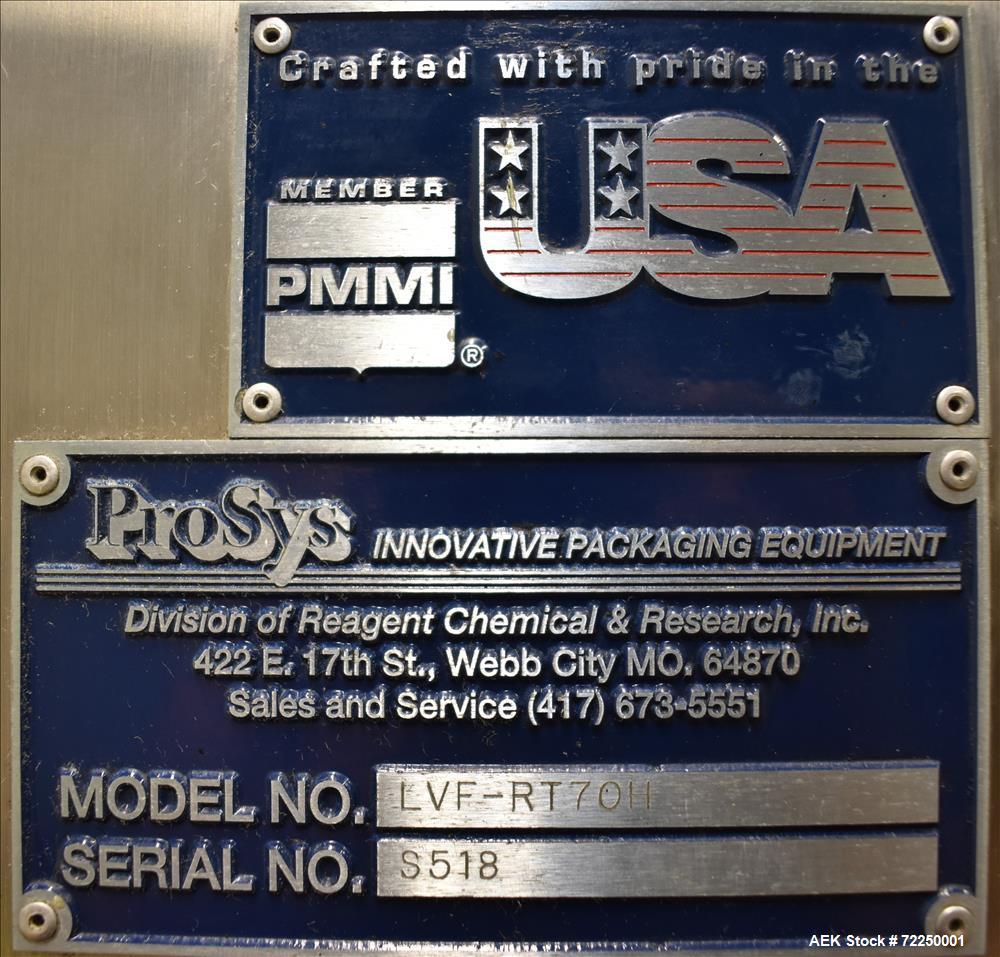 Crafted with pride in the
USA
MEMBER
PMMI
®
ProSys INNOVATIVE PACKAGING EQUIPMENT
Division of Reagent Chemical & Research, Inc.
422 E. 17th St., Webb City MO. 64870
Sales and Service (417) 673-5551
MODEL NO. LVF-RT70H
SERIAL NO. S518
AEK Stock # 72250001